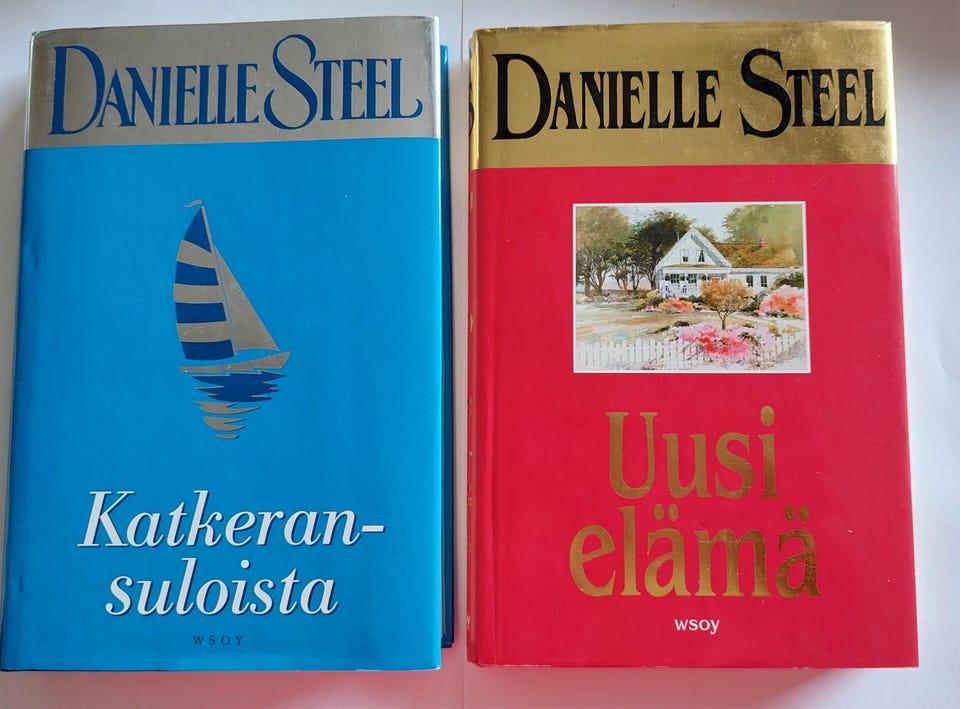 DANIELLE STEEL
Katkeran-
suloista
WSOY
DANIELLE STEEL
Uusi
elämä
wsoy